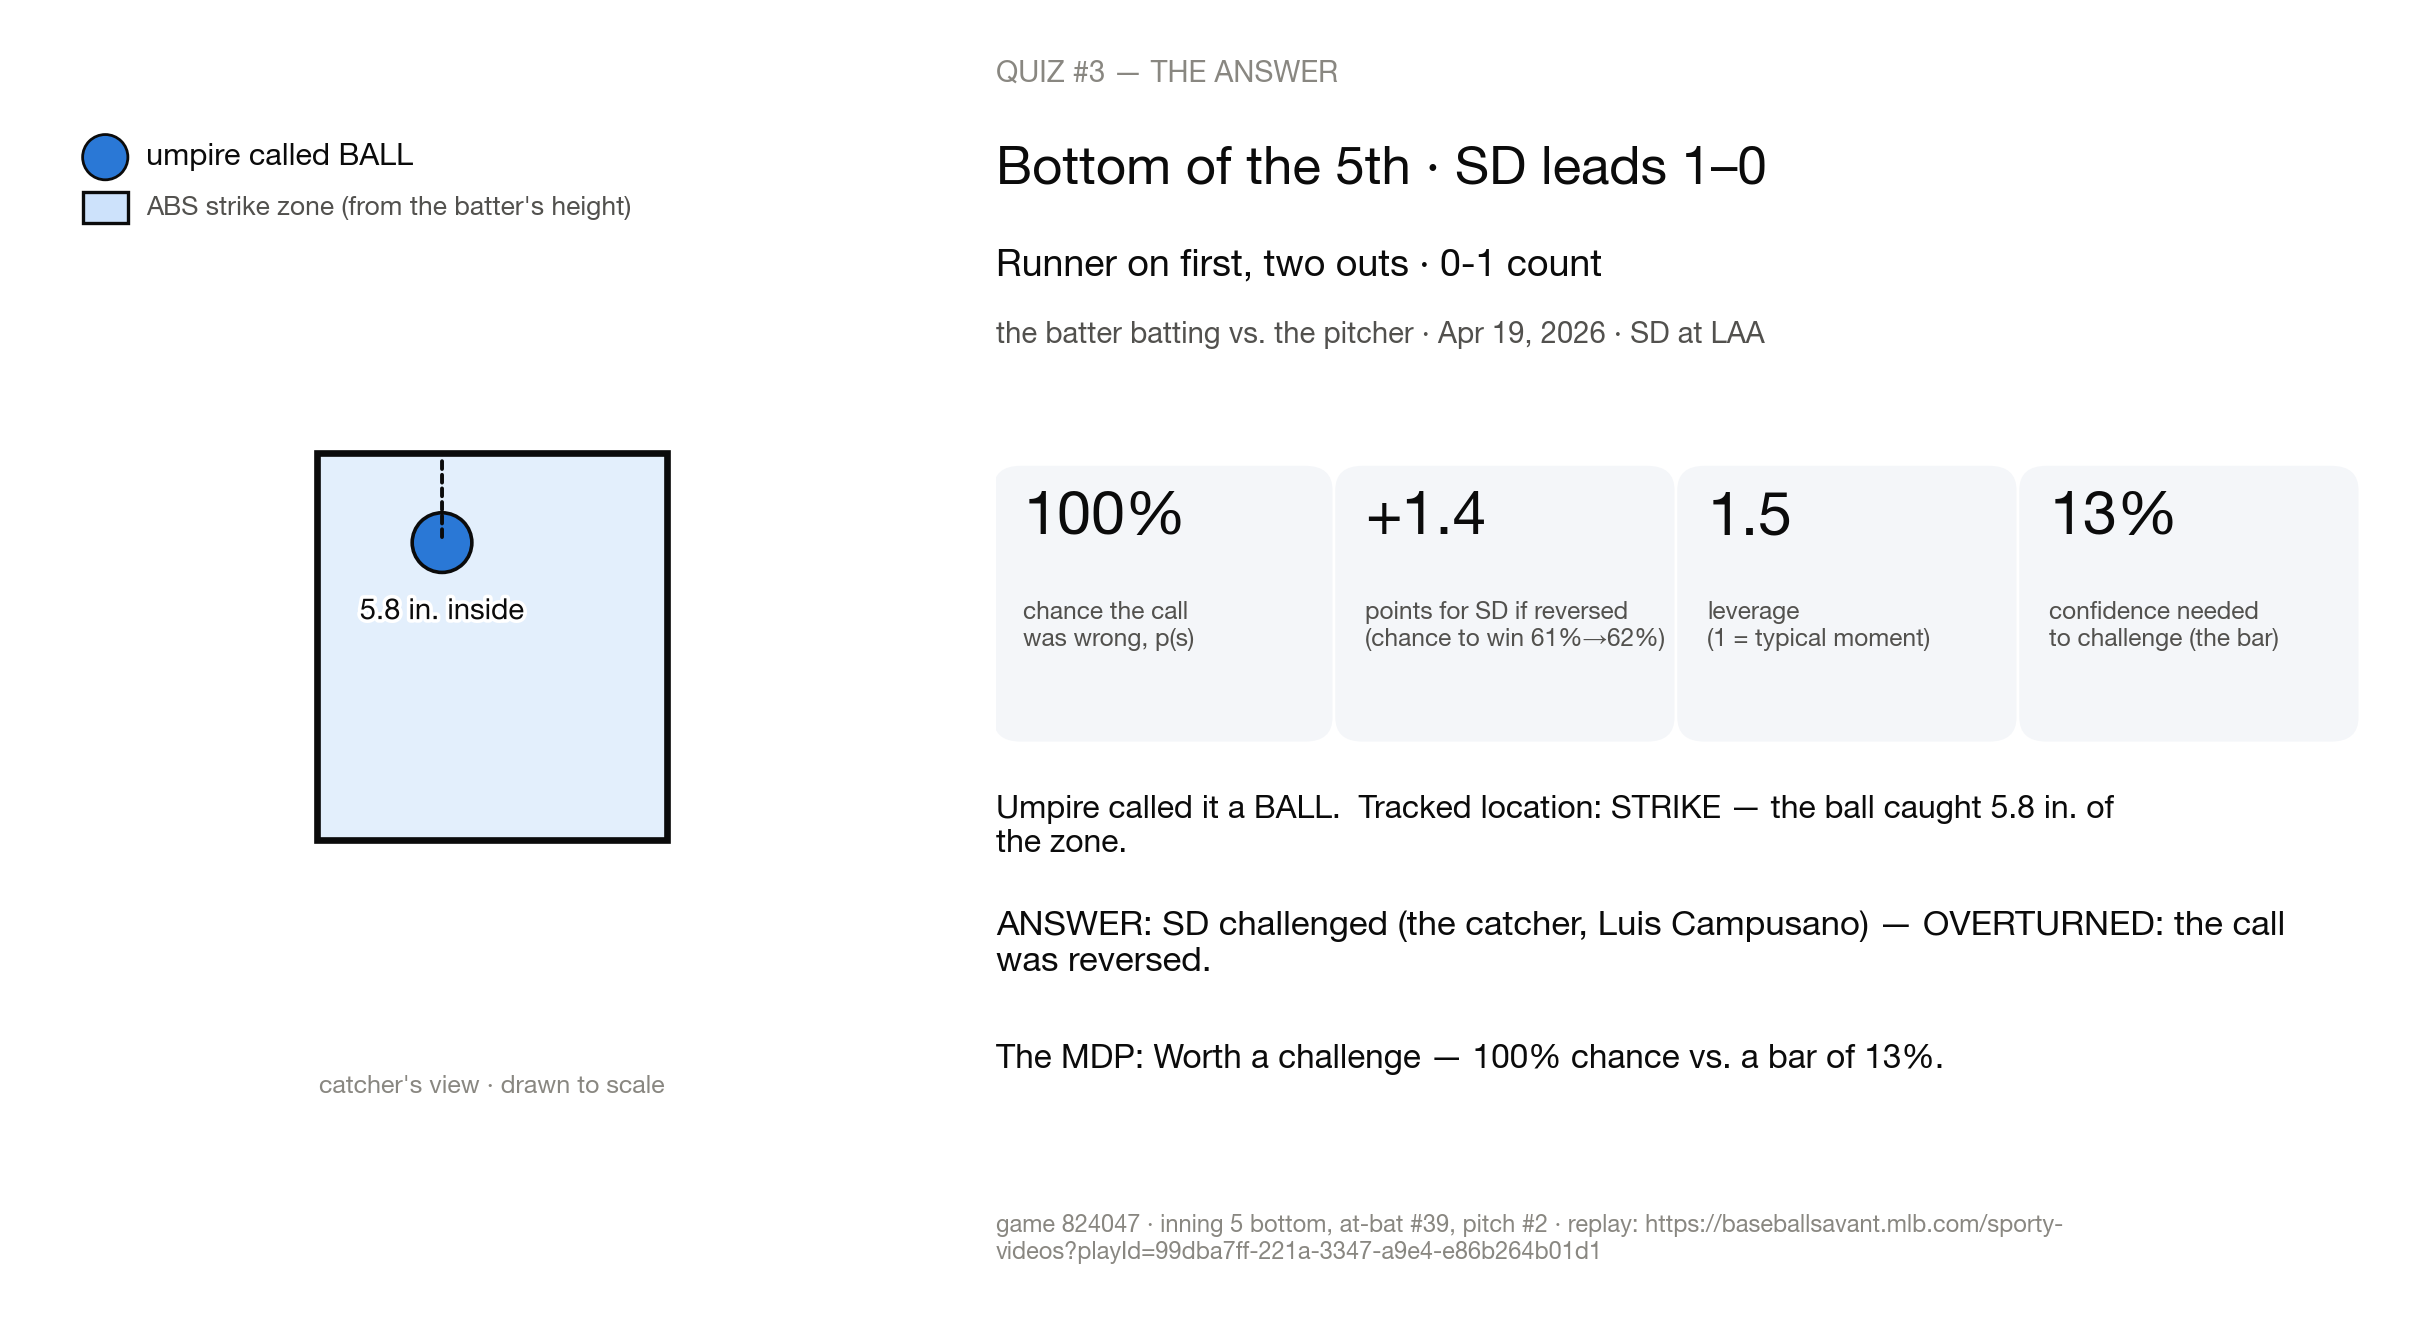 QUIZ #3 — THE ANSWER
umpire called BALL
ABS strike zone (from the batter's height)
Bottom of the 5th · SD leads 1–0
Runner on first, two outs · 0-1 count
the batter batting vs. the pitcher · Apr 19, 2026 · SD at LAA
5.8 in. inside
catcher's view · drawn to scale
100%
chance the call
was wrong, p(s)
+1.4
points for SD if reversed
(chance to win 61%→62%)
1.5
leverage
(1 = typical moment)
13%
confidence needed
to challenge (the bar)
Umpire called it a BALL.  Tracked location: STRIKE — the ball caught 5.8 in. of
the zone.
ANSWER: SD challenged (the catcher, Luis Campusano) — OVERTURNED: the call
was reversed.
The MDP: Worth a challenge — 100% chance vs. a bar of 13%.
game 824047 · inning 5 bottom, at-bat #39, pitch #2 · replay: https://baseballsavant.mlb.com/sporty-
videos?playId=99dba7ff-221a-3347-a9e4-e86b264b01d1